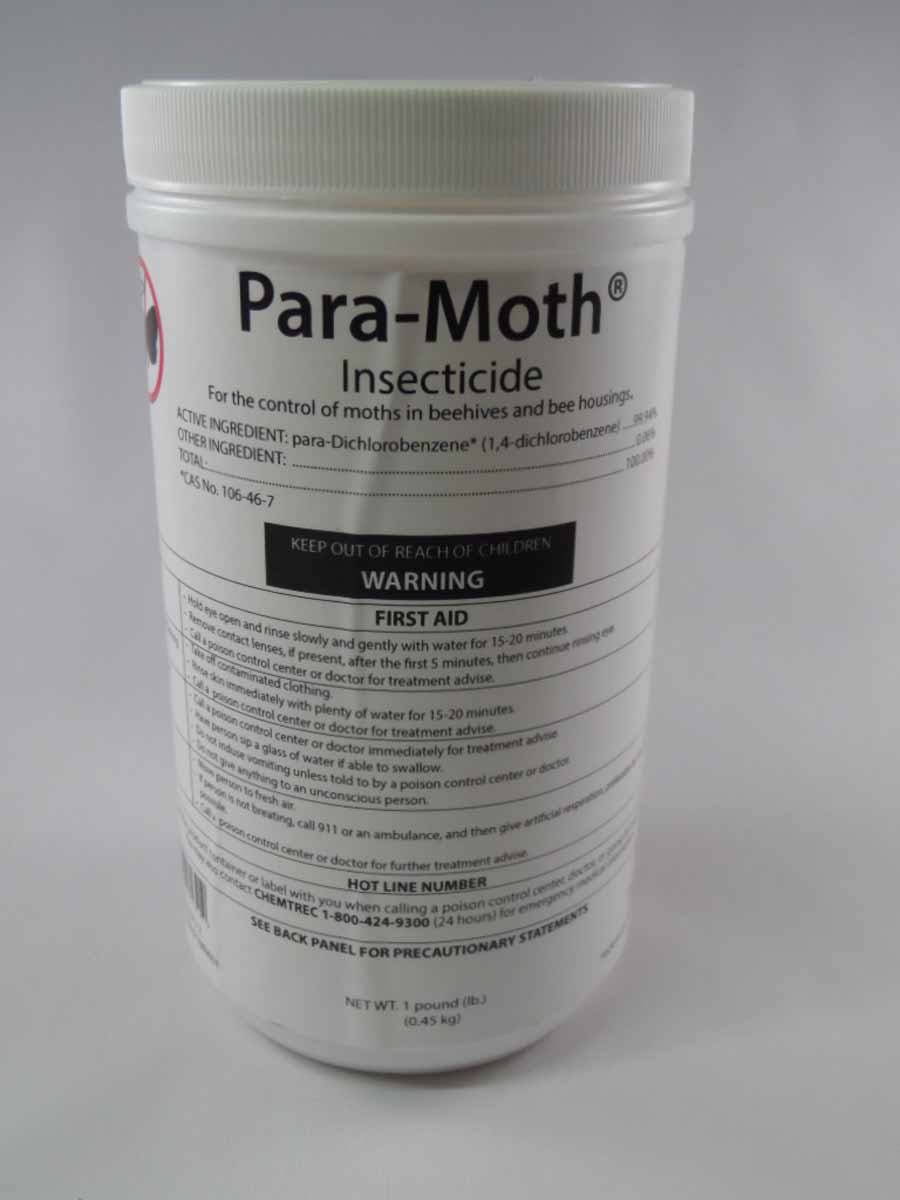 Para-Moth®
Insecticide
For the control of moths in beehives and bee housings.
ACTIVE INGREDIENT: para-Dichlorobenzene* (1,4-dichlorobenzene) ....99.94%
OTHER INGREDIENT: ........ 0.06%
TOTAL: ........ 100.00%
*CAS No. 106-46-7
KEEP OUT OF REACH OF CHILDREN
WARNING
FIRST AID
- Hold eye open and rinse slowly and gently with water for 15-20 minutes.
- Remove contact lenses, if present, after the first 5 minutes, then continue rinsing eye.
- Call a poison control center or doctor for treatment advise.
- Take off contaminated clothing.
- Rinse skin immediately with plenty of water for 15-20 minutes.
- Call a poison control center or doctor for treatment advise.
- Call a poison control center or doctor immediately for treatment advise.
- Have person sip a glass of water if able to swallow.
- Do not induse vomiting unless told to by a poison control center or doctor.
- Do not give anything to an unconscious person.
- Move person to fresh air.
- If person is not breating, call 911 or an ambulance, and then give artificial respiration,
possible.
- Call a poison control center or doctor for further treatment advise.
HOT LINE NUMBER
container or label with you when calling a poison control center, doctor,
also contact CHEMTREC 1-800-424-9300 (24 hours) for emergency medical
SEE BACK PANEL FOR PRECAUTIONARY STATEMENTS
NET WT. 1 pound (lb.)
(0.45 kg)